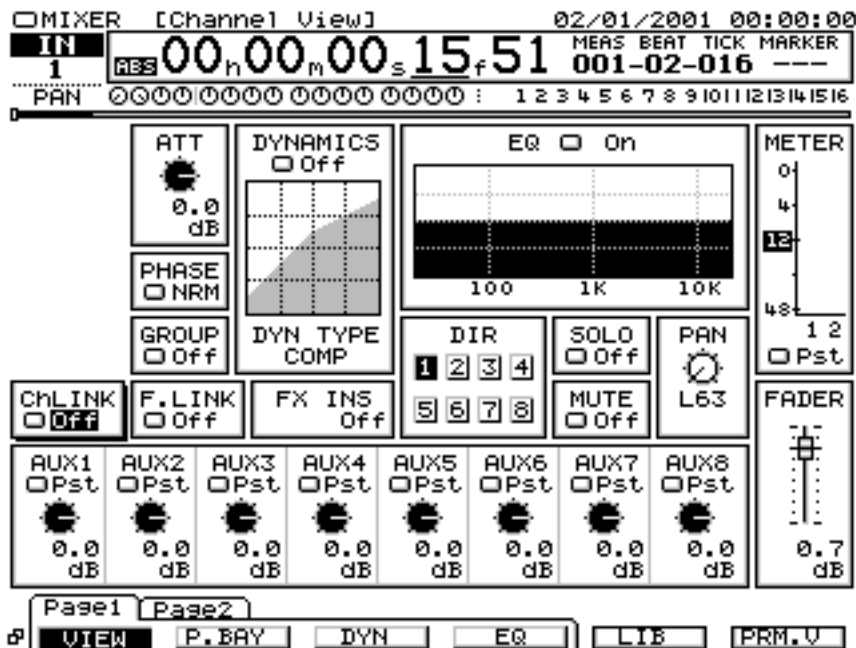 MIXER [Channel View] 02/01/2001 00:00:00
IN 1
ABS 00h00m00s15f51
MEAS BEAT TICK MARKER
001-02-016 ---
PAN 1 2 3 4 5 6 7 8 9 10 11 12 13 14 15 16
ATT
0.0
dB
DYNAMICS
Off
DYN TYPE
COMP
EQ On
100 1K 10K
METER
0
4
12
48
1 2
Pst
PHASE
NRM
GROUP
Off
DIR
1 2 3 4
5 6 7 8
SOLO
Off
MUTE
Off
PAN
L63
ChLINK
Off
F.LINK
Off
FX INS
Off
FADER
0.7
dB
AUX1 AUX2 AUX3 AUX4 AUX5 AUX6 AUX7 AUX8
Pst Pst Pst Pst Pst Pst Pst Pst
0.0 0.0 0.0 0.0 0.0 0.0 0.0 0.0
dB dB dB dB dB dB dB dB
Page1 Page2
VIEW P.BAY DYN EQ LIB PRM.V